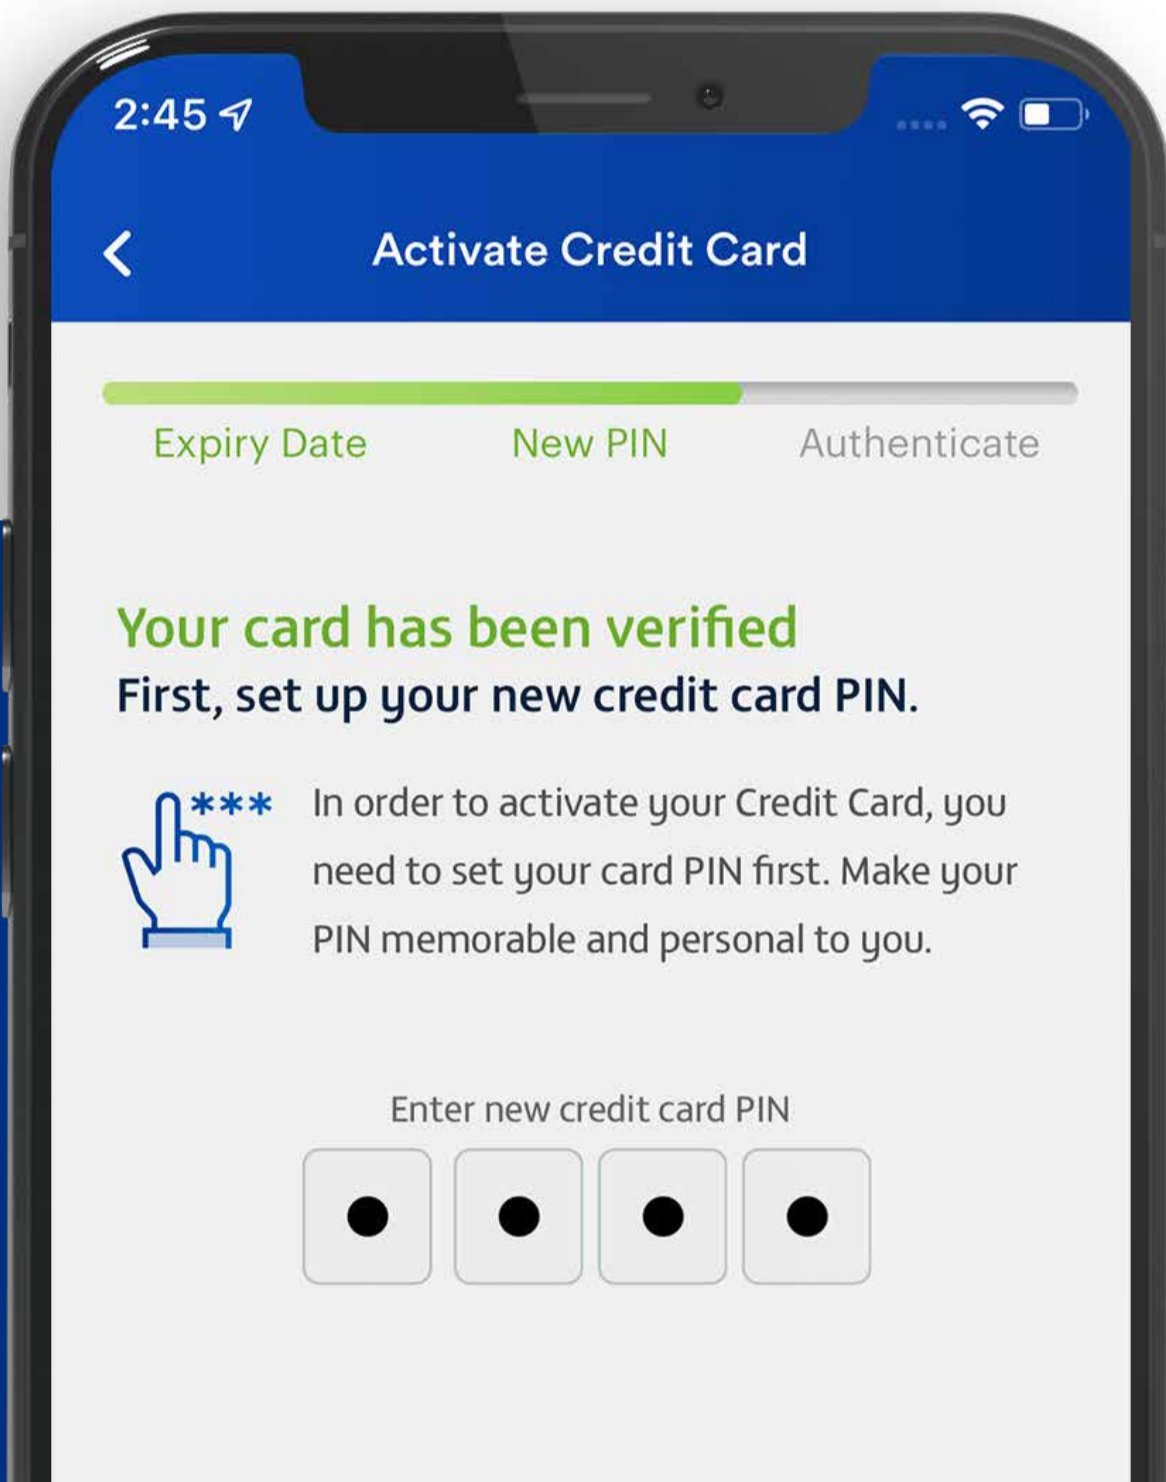 2:45
Activate Credit Card
Expiry Date New PIN Authenticate
Your card has been verified
First, set up your new credit card PIN.
*** In order to activate your Credit Card, you
need to set your card PIN first. Make your
PIN memorable and personal to you.
Enter new credit card PIN